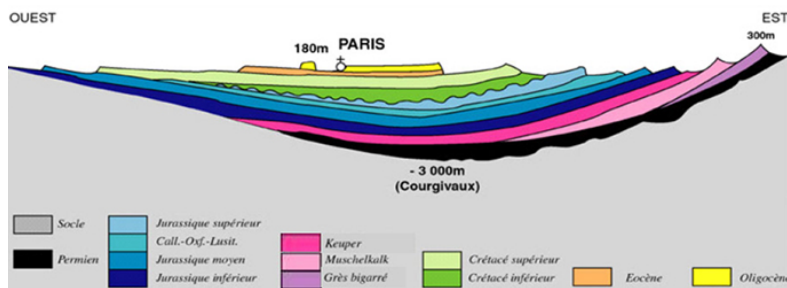 OUEST
EST
180m
PARIS
300m
- 3 000m
(Courgivaux)
Socle
Permien
Jurassique supérieur
Call.-Oxf.-Lusit.
Jurassique moyen
Jurassique inférieur
Keuper
Muschelkalk
Grès bigarré
Crétacé supérieur
Crétacé inférieur
Eocène
Oligocène